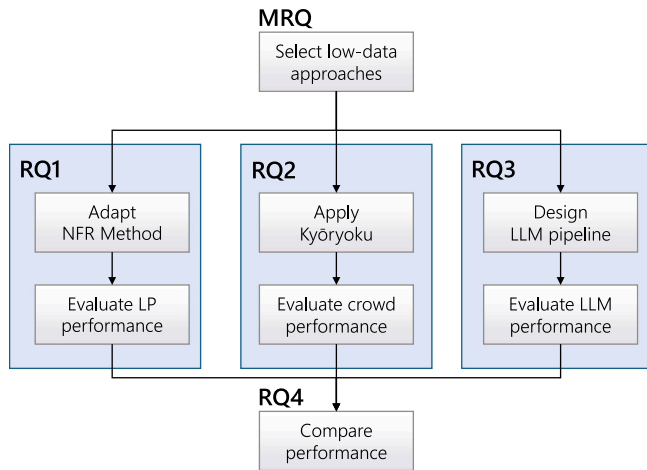 MRQ
Select low-data
approaches
RQ1
Adapt
NFR Method
Evaluate LP
performance
RQ2
Apply
Kyōryoku
Evaluate crowd
performance
RQ3
Design
LLM pipeline
Evaluate LLM
performance
RQ4
Compare
performance